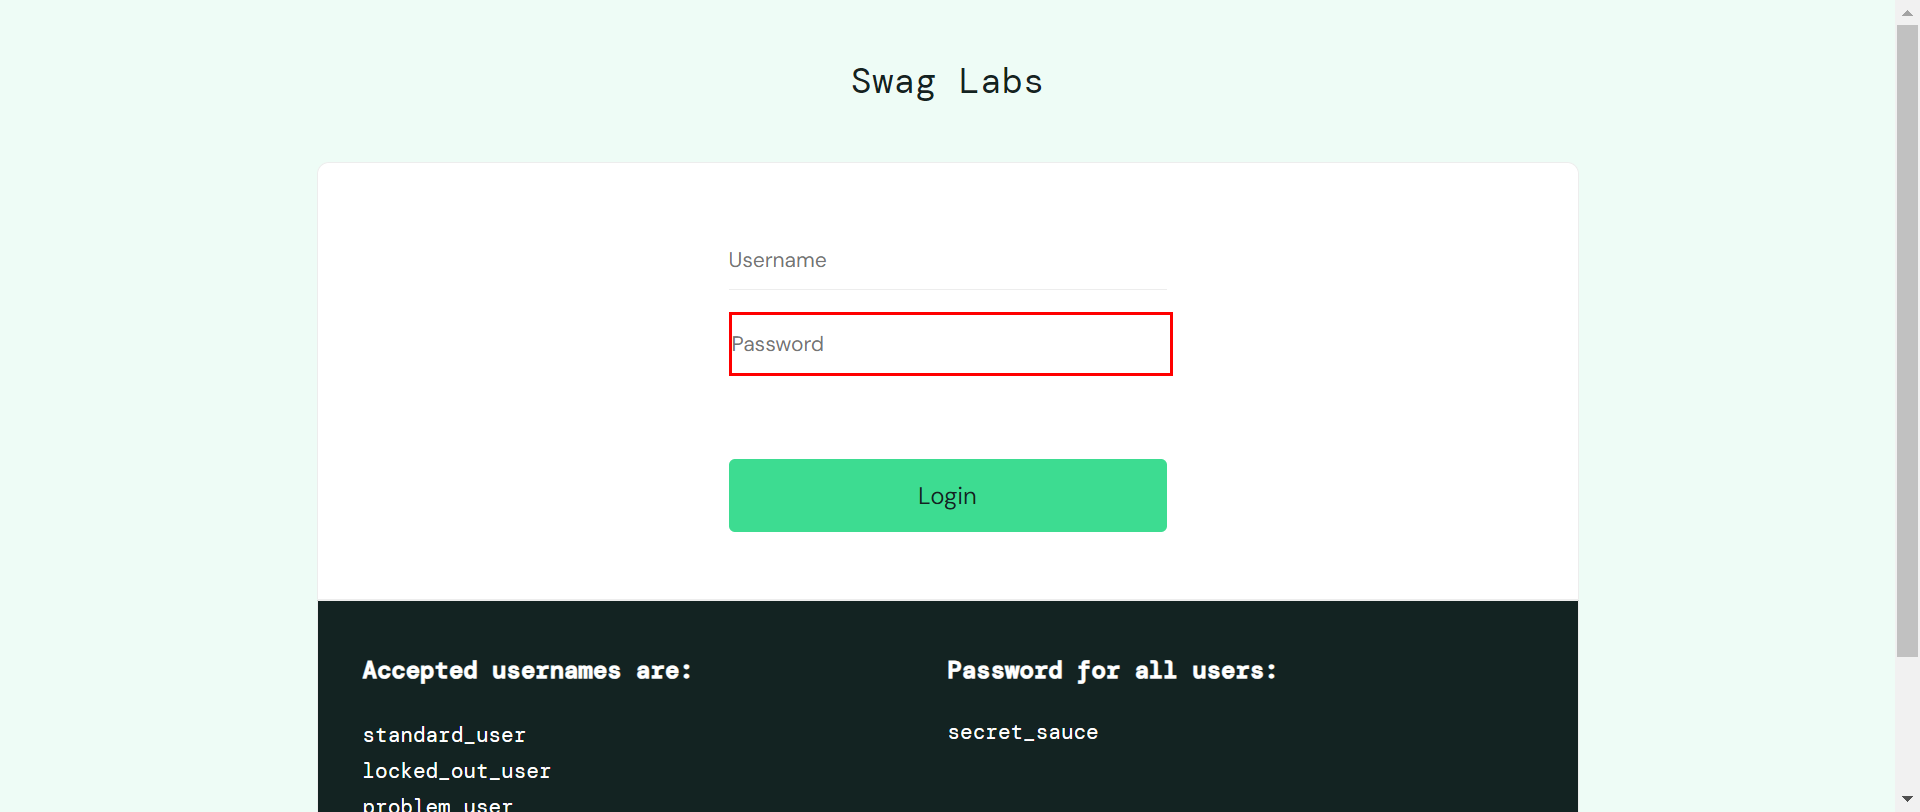 Swag Labs
Username
Password
Login
Accepted usernames are:
standard_user
locked_out_user
problem_user
Password for all users:
secret_sauce